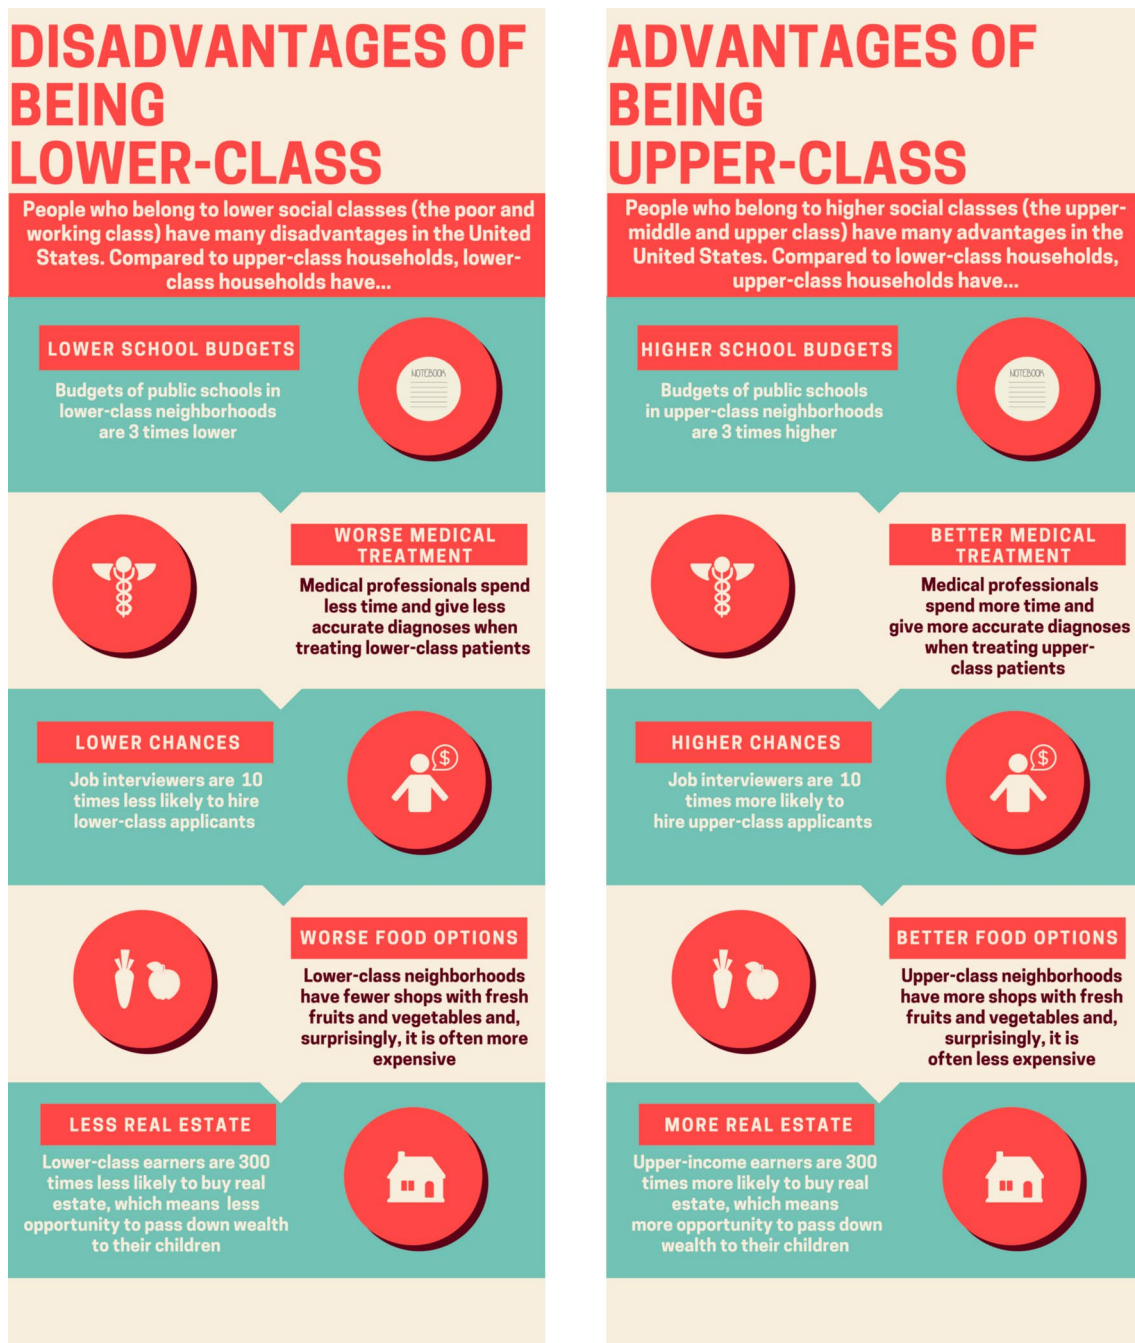 DISADVANTAGES OF
BEING
LOWER-CLASS
People who belong to lower social classes (the poor and
working class) have many disadvantages in the United
States. Compared to upper-class households, lower-
class households have...
LOWER SCHOOL BUDGETS
Budgets of public schools in
lower-class neighborhoods
are 3 times lower
NOTEBOOK
WORSE MEDICAL
TREATMENT
Medical professionals spend
less time and give less
accurate diagnoses when
treating lower-class patients
LOWER CHANCES
Job interviewers are 10
times less likely to hire
lower-class applicants
$
WORSE FOOD OPTIONS
Lower-class neighborhoods
have fewer shops with fresh
fruits and vegetables and,
surprisingly, it is often more
expensive
LESS REAL ESTATE
Lower-class earners are 300
times less likely to buy real
estate, which means less
opportunity to pass down wealth
to their children
ADVANTAGES OF
BEING
UPPER-CLASS
People who belong to higher social classes (the upper-
middle and upper class) have many advantages in the
United States. Compared to lower-class households,
upper-class households have...
HIGHER SCHOOL BUDGETS
Budgets of public schools
in upper-class neighborhoods
are 3 times higher
NOTEBOOK
BETTER MEDICAL
TREATMENT
Medical professionals
spend more time and
give more accurate diagnoses
when treating upper-
class patients
HIGHER CHANCES
Job interviewers are 10
times more likely to
hire upper-class applicants
$
BETTER FOOD OPTIONS
Upper-class neighborhoods
have more shops with fresh
fruits and vegetables and,
surprisingly, it is
often less expensive
MORE REAL ESTATE
Upper-income earners are 300
times more likely to buy real
estate, which means
more opportunity to pass down
wealth to their children